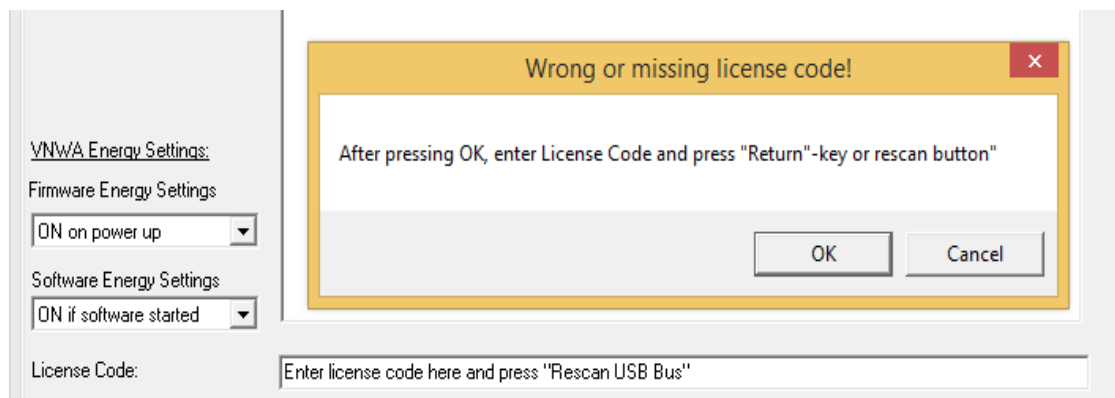 Wrong or missing license code!
VNWA Energy Settings:
After pressing OK, enter License Code and press "Return"-key or rescan button"
Firmware Energy Settings
ON on power up
OK
Cancel
Software Energy Settings
ON if software started
License Code:
Enter license code here and press "Rescan USB Bus"